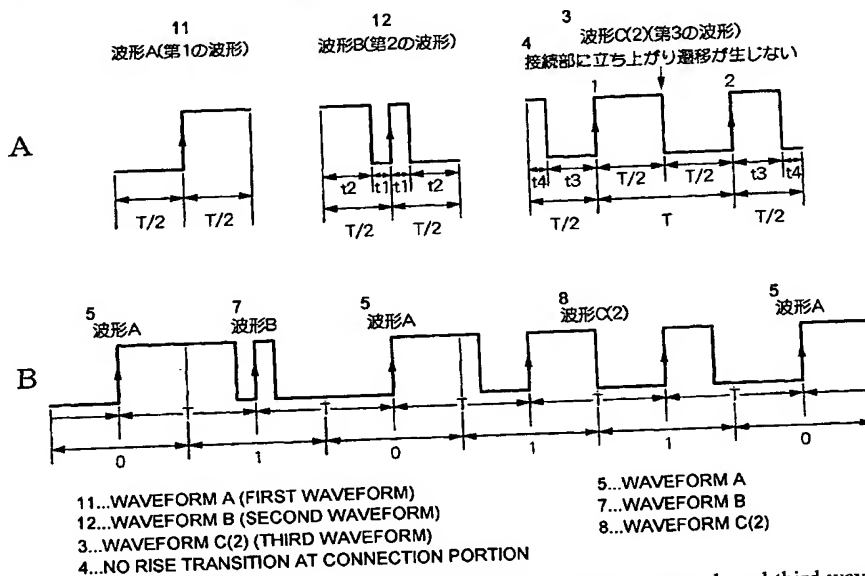 11
波形A(第1の波形)
12
波形B(第2の波形)
3
波形C(2)(第3の波形)
4 接続部に立ち上がり遷移が生じない
A
1 2
t2 t1 t1 t2
t4 t3 T/2 T/2 t3 t4
T/2 T/2
T/2 T/2
T/2 T T/2
B
5 7 5 8 5
波形A 波形B 波形A 波形C(2) 波形A
T T T T T
0 1 0 1 1 0
11...WAVEFORM A (FIRST WAVEFORM)
12...WAVEFORM B (SECOND WAVEFORM)
3...WAVEFORM C(2) (THIRD WAVEFORM)
4...NO RISE TRANSITION AT CONNECTION PORTION
5...WAVEFORM A
7...WAVEFORM B
8...WAVEFORM C(2)